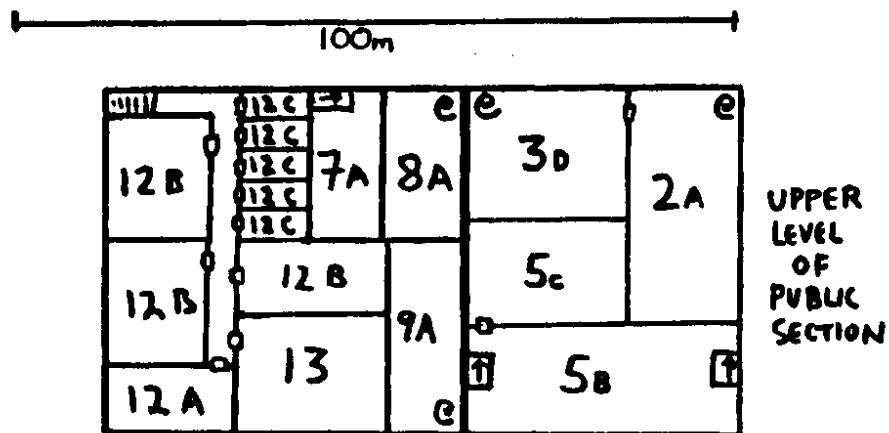 100m
12C
e
e
e
12C
12C
12C
12C
12B
7A
8A
3D
2A
UPPER
LEVEL
OF
PUBLIC
SECTION
12B
12B
5C
9A
13
12A
5B
e